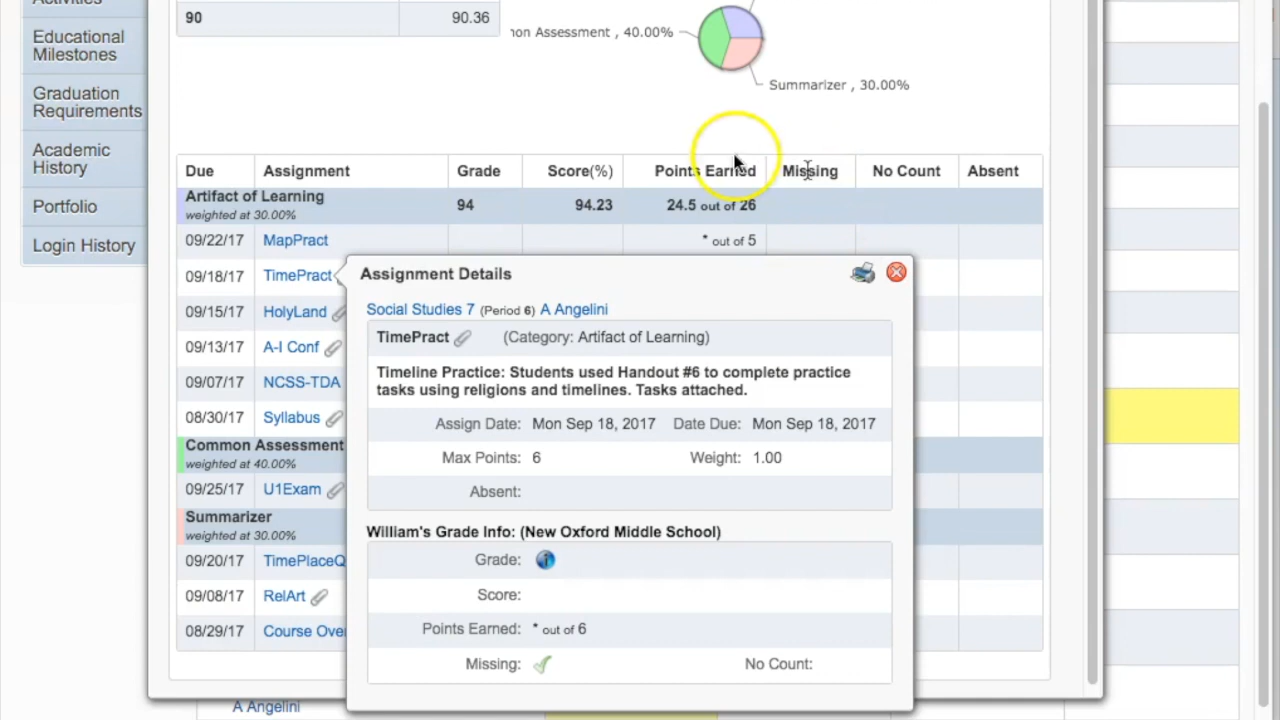 Activities
Educational
Milestones
Graduation
Requirements
Academic
History
Portfolio
Login History
90 90.36
on Assessment , 40.00%
Summarizer , 30.00%
Due Assignment Grade Score(%) Points Earned Missing No Count Absent
Artifact of Learning
weighted at 30.00%
94 94.23 24.5 out of 26
09/22/17 MapPract * out of 5
09/18/17 TimePract
09/15/17 HolyLand
09/13/17 A-I Conf
09/07/17 NCSS-TDA
08/30/17 Syllabus
Common Assessment
weighted at 40.00%
09/25/17 U1Exam
Summarizer
weighted at 30.00%
09/20/17 TimePlaceQ
09/08/17 RelArt
08/29/17 Course Over
Assignment Details
Social Studies 7 (Period 6) A Angelini
TimePract (Category: Artifact of Learning)
Timeline Practice: Students used Handout #6 to complete practice
tasks using religions and timelines. Tasks attached.
Assign Date: Mon Sep 18, 2017 Date Due: Mon Sep 18, 2017
Max Points: 6 Weight: 1.00
Absent:
William's Grade Info: (New Oxford Middle School)
Grade:
Score:
Points Earned: * out of 6
Missing: No Count:
A Angelini